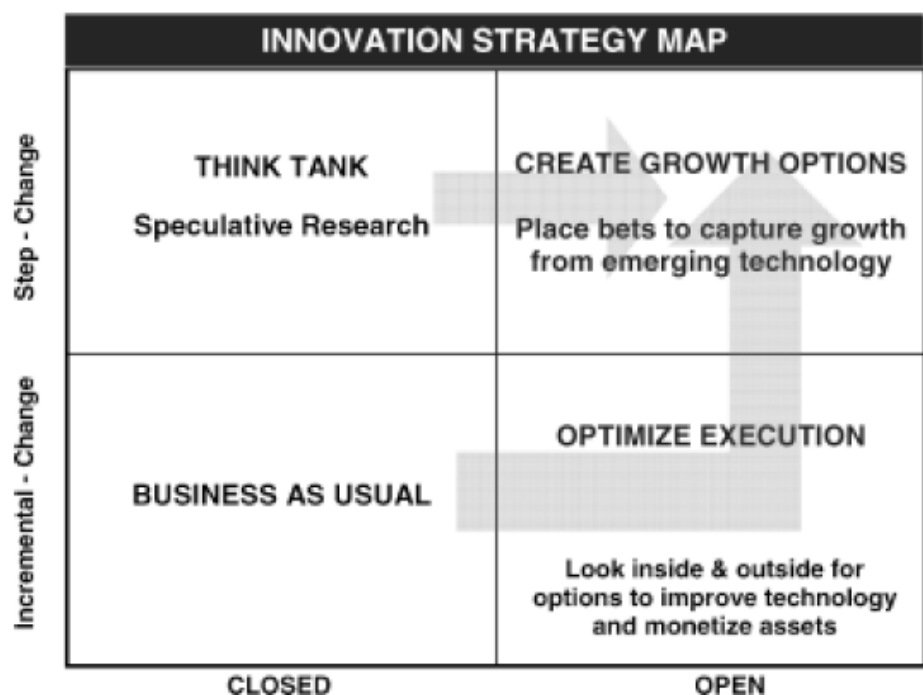 INNOVATION STRATEGY MAP
Step - Change
THINK TANK
Speculative Research
CREATE GROWTH OPTIONS
Place bets to capture growth
from emerging technology
Incremental - Change
BUSINESS AS USUAL
OPTIMIZE EXECUTION
Look inside & outside for
options to improve technology
and monetize assets
CLOSED
OPEN